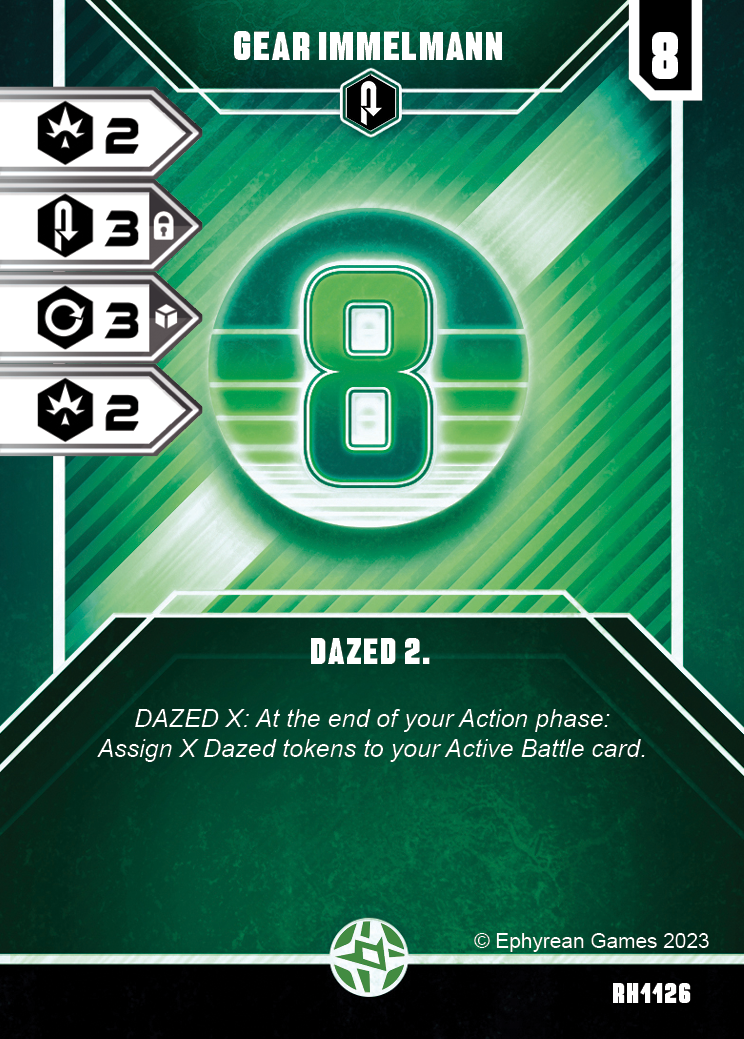 GEAR IMMELMANN
8
2
3
3
2
8
DAZED 2.
DAZED X: At the end of your Action phase:
Assign X Dazed tokens to your Active Battle card.
© Ephyrean Games 2023
RH1126